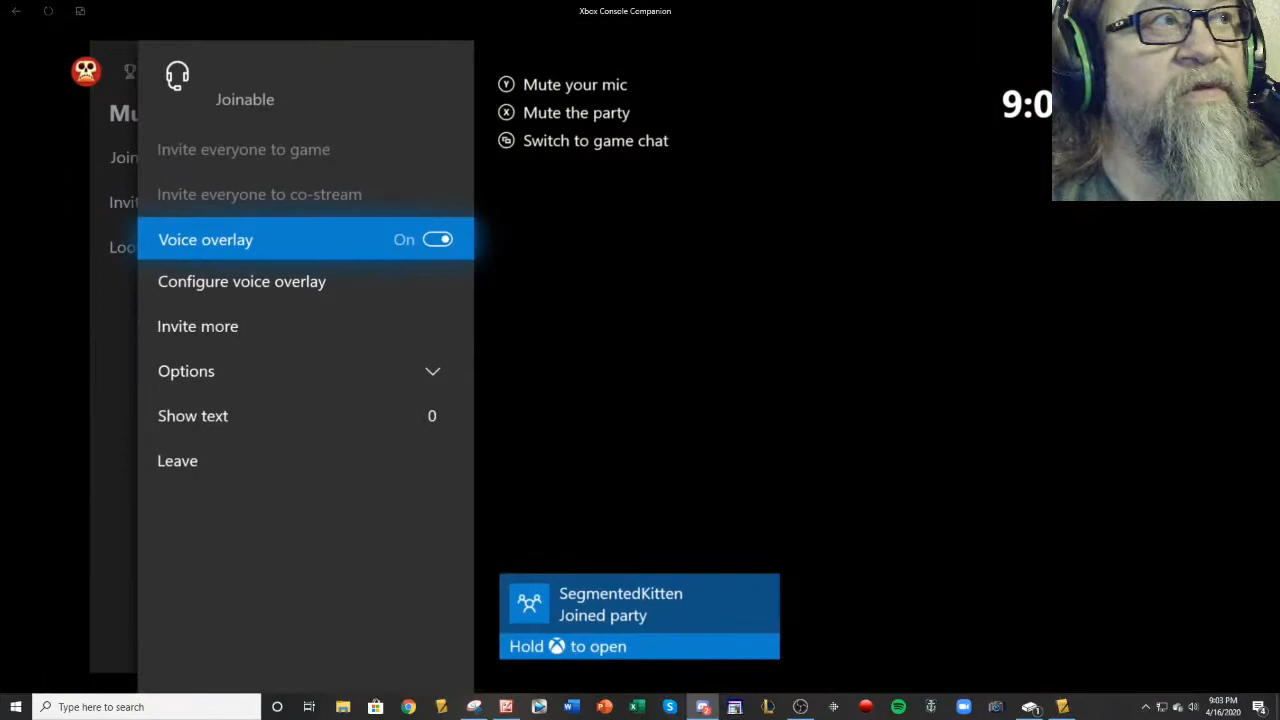 Xbox Console Companion
Joinable
Invite everyone to game
Invite everyone to co-stream
Voice overlay On
Configure voice overlay
Invite more
Options
Show text 0
Leave
Mu
Join
Invit
Loo
Y Mute your mic
X Mute the party
Switch to game chat
9:0
SegmentedKitten
Joined party
Hold to open
Type here to search
9:03 PM
4/16/2020